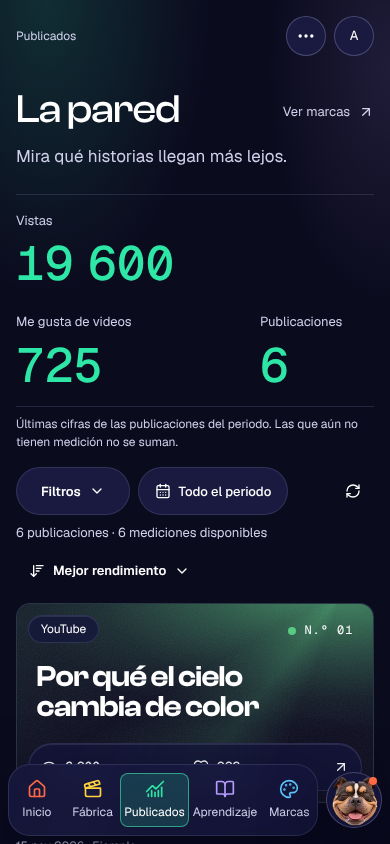 Publicados
A
La pared
Ver marcas
Mira qué historias llegan más lejos.
Vistas
19 600
Me gusta de videos
Publicaciones
725
6
Últimas cifras de las publicaciones del periodo. Las que aún no
tienen medición no se suman.
Filtros
Todo el periodo
6 publicaciones · 6 mediciones disponibles
Mejor rendimiento
YouTube
N.º 01
Por qué el cielo
cambia de color
Inicio
Fábrica
Publicados
Aprendizaje
Marcas